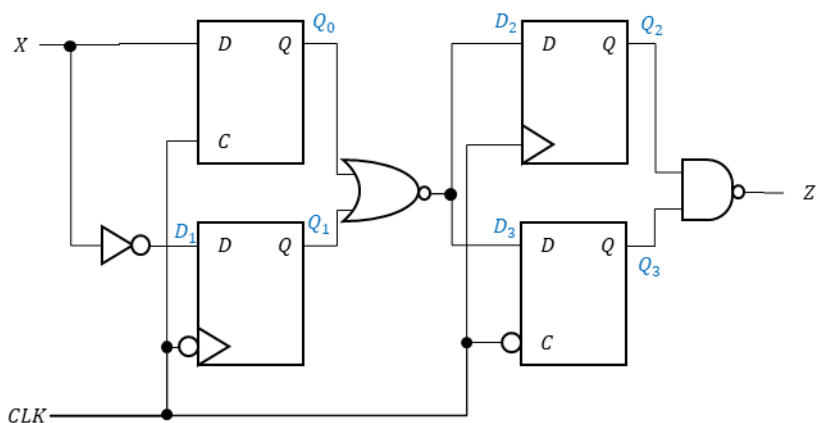 Q₀ D₂ Q₂
X D Q D Q
C
Z
D₁ D Q Q₁ D₃ D Q
Q₃
C
CLK